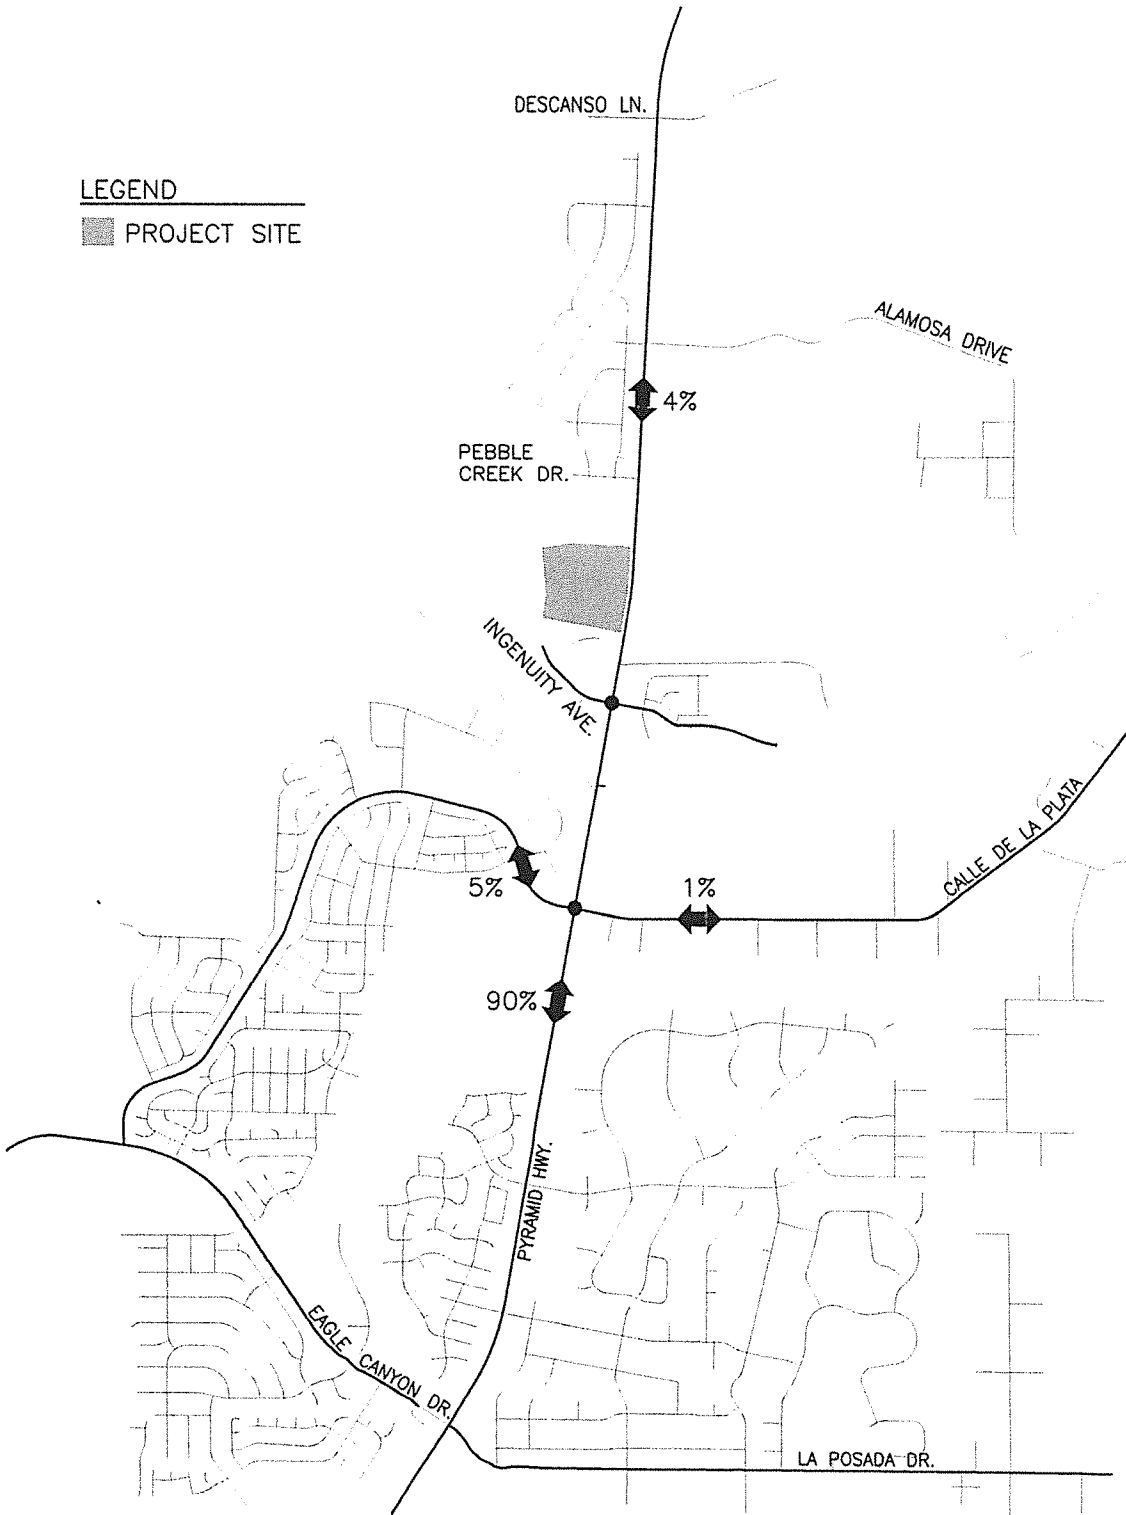 DESCANSO LN.
LEGEND
PROJECT SITE
ALAMOSA DRIVE
4%
PEBBLE
CREEK DR.
INGENUITY AVE.
CALLE DE LA PLATA
5%
1%
90%
PYRAMID HWY.
EAGLE CANYON DR.
LA POSADA DR.